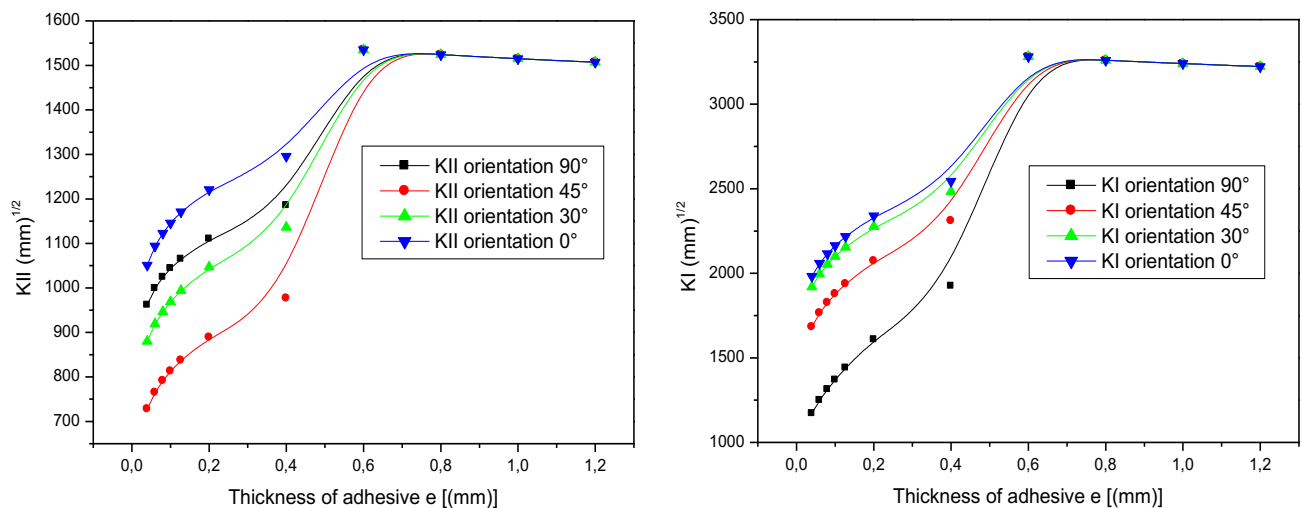 1600
1500
1400
1300
1200
1100
1000
900
800
700
KII (mm)^1/2
KII orientation 90°
KII orientation 45°
KII orientation 30°
KII orientation 0°
0,0 0,2 0,4 0,6 0,8 1,0 1,2
Thickness of adhesive e [(mm)]
3500
3000
2500
2000
1500
1000
KI (mm)^1/2
KI orientation 90°
KI orientation 45°
KI orientation 30°
KI orientation 0°
0,0 0,2 0,4 0,6 0,8 1,0 1,2
Thickness of adhesive e [(mm)]